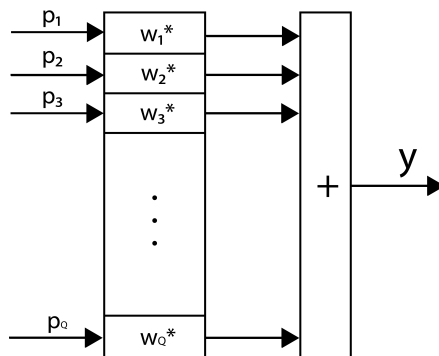 p₁ w₁*
p₂ w₂*
p₃ w₃*
y
+
⋮
p_Q w_Q*